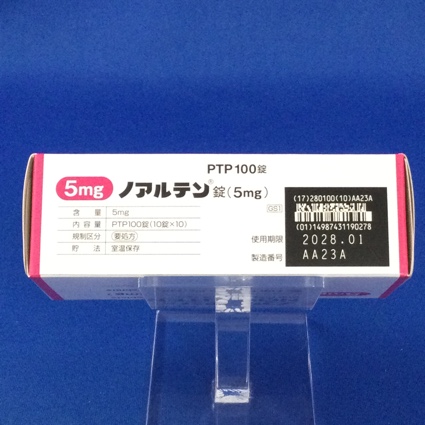 PTP100錠
5mg ノアルテン®錠(5mg)
GS1
含量 5mg
内容量 PTP100錠(10錠×10)
規制区分 要処方
貯法 室温保存
(17)280100(10)AA23A
(01)14987431190278
使用期限 2028.01
製造番号 AA23A